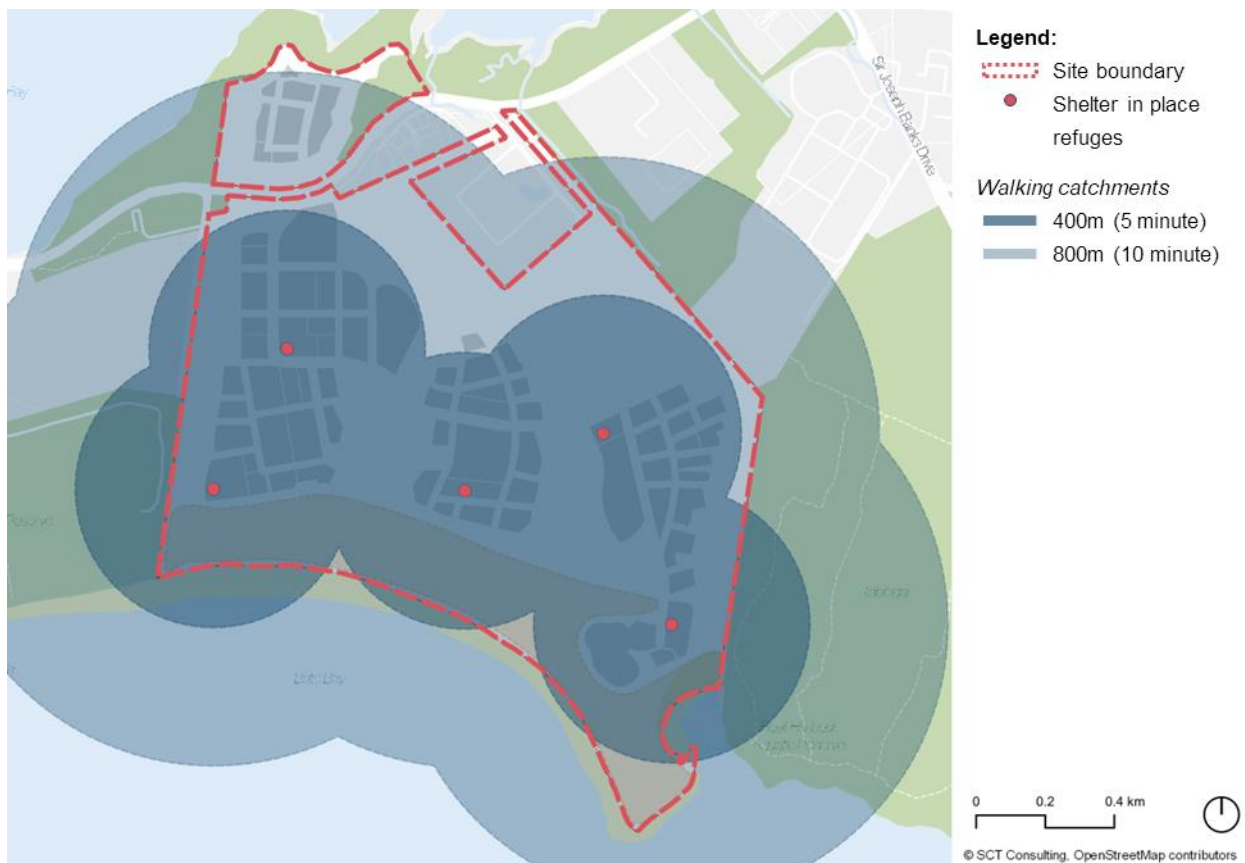 Legend:
Site boundary
Shelter in place
refuges
Walking catchments
400m (5 minute)
800m (10 minute)
Sir Joseph Banks Drive
0 0.2 0.4 km
© SCT Consulting, OpenStreetMap contributors